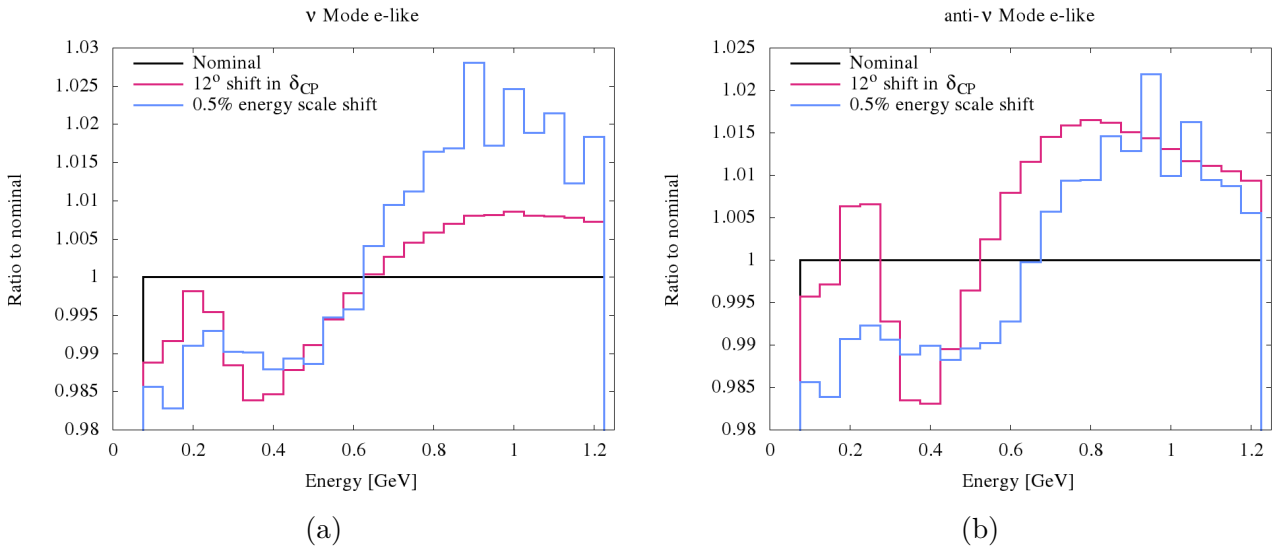 ν Mode e-like
1.03
1.025
1.02
1.015
1.01
1.005
1
0.995
0.99
0.985
0.98
Ratio to nominal
Nominal
12° shift in δCP
0.5% energy scale shift
0 0.2 0.4 0.6 0.8 1 1.2
Energy [GeV]
(a)
anti-ν Mode e-like
1.025
1.02
1.015
1.01
1.005
1
0.995
0.99
0.985
0.98
Ratio to nominal
Nominal
12° shift in δCP
0.5% energy scale shift
0 0.2 0.4 0.6 0.8 1 1.2
Energy [GeV]
(b)